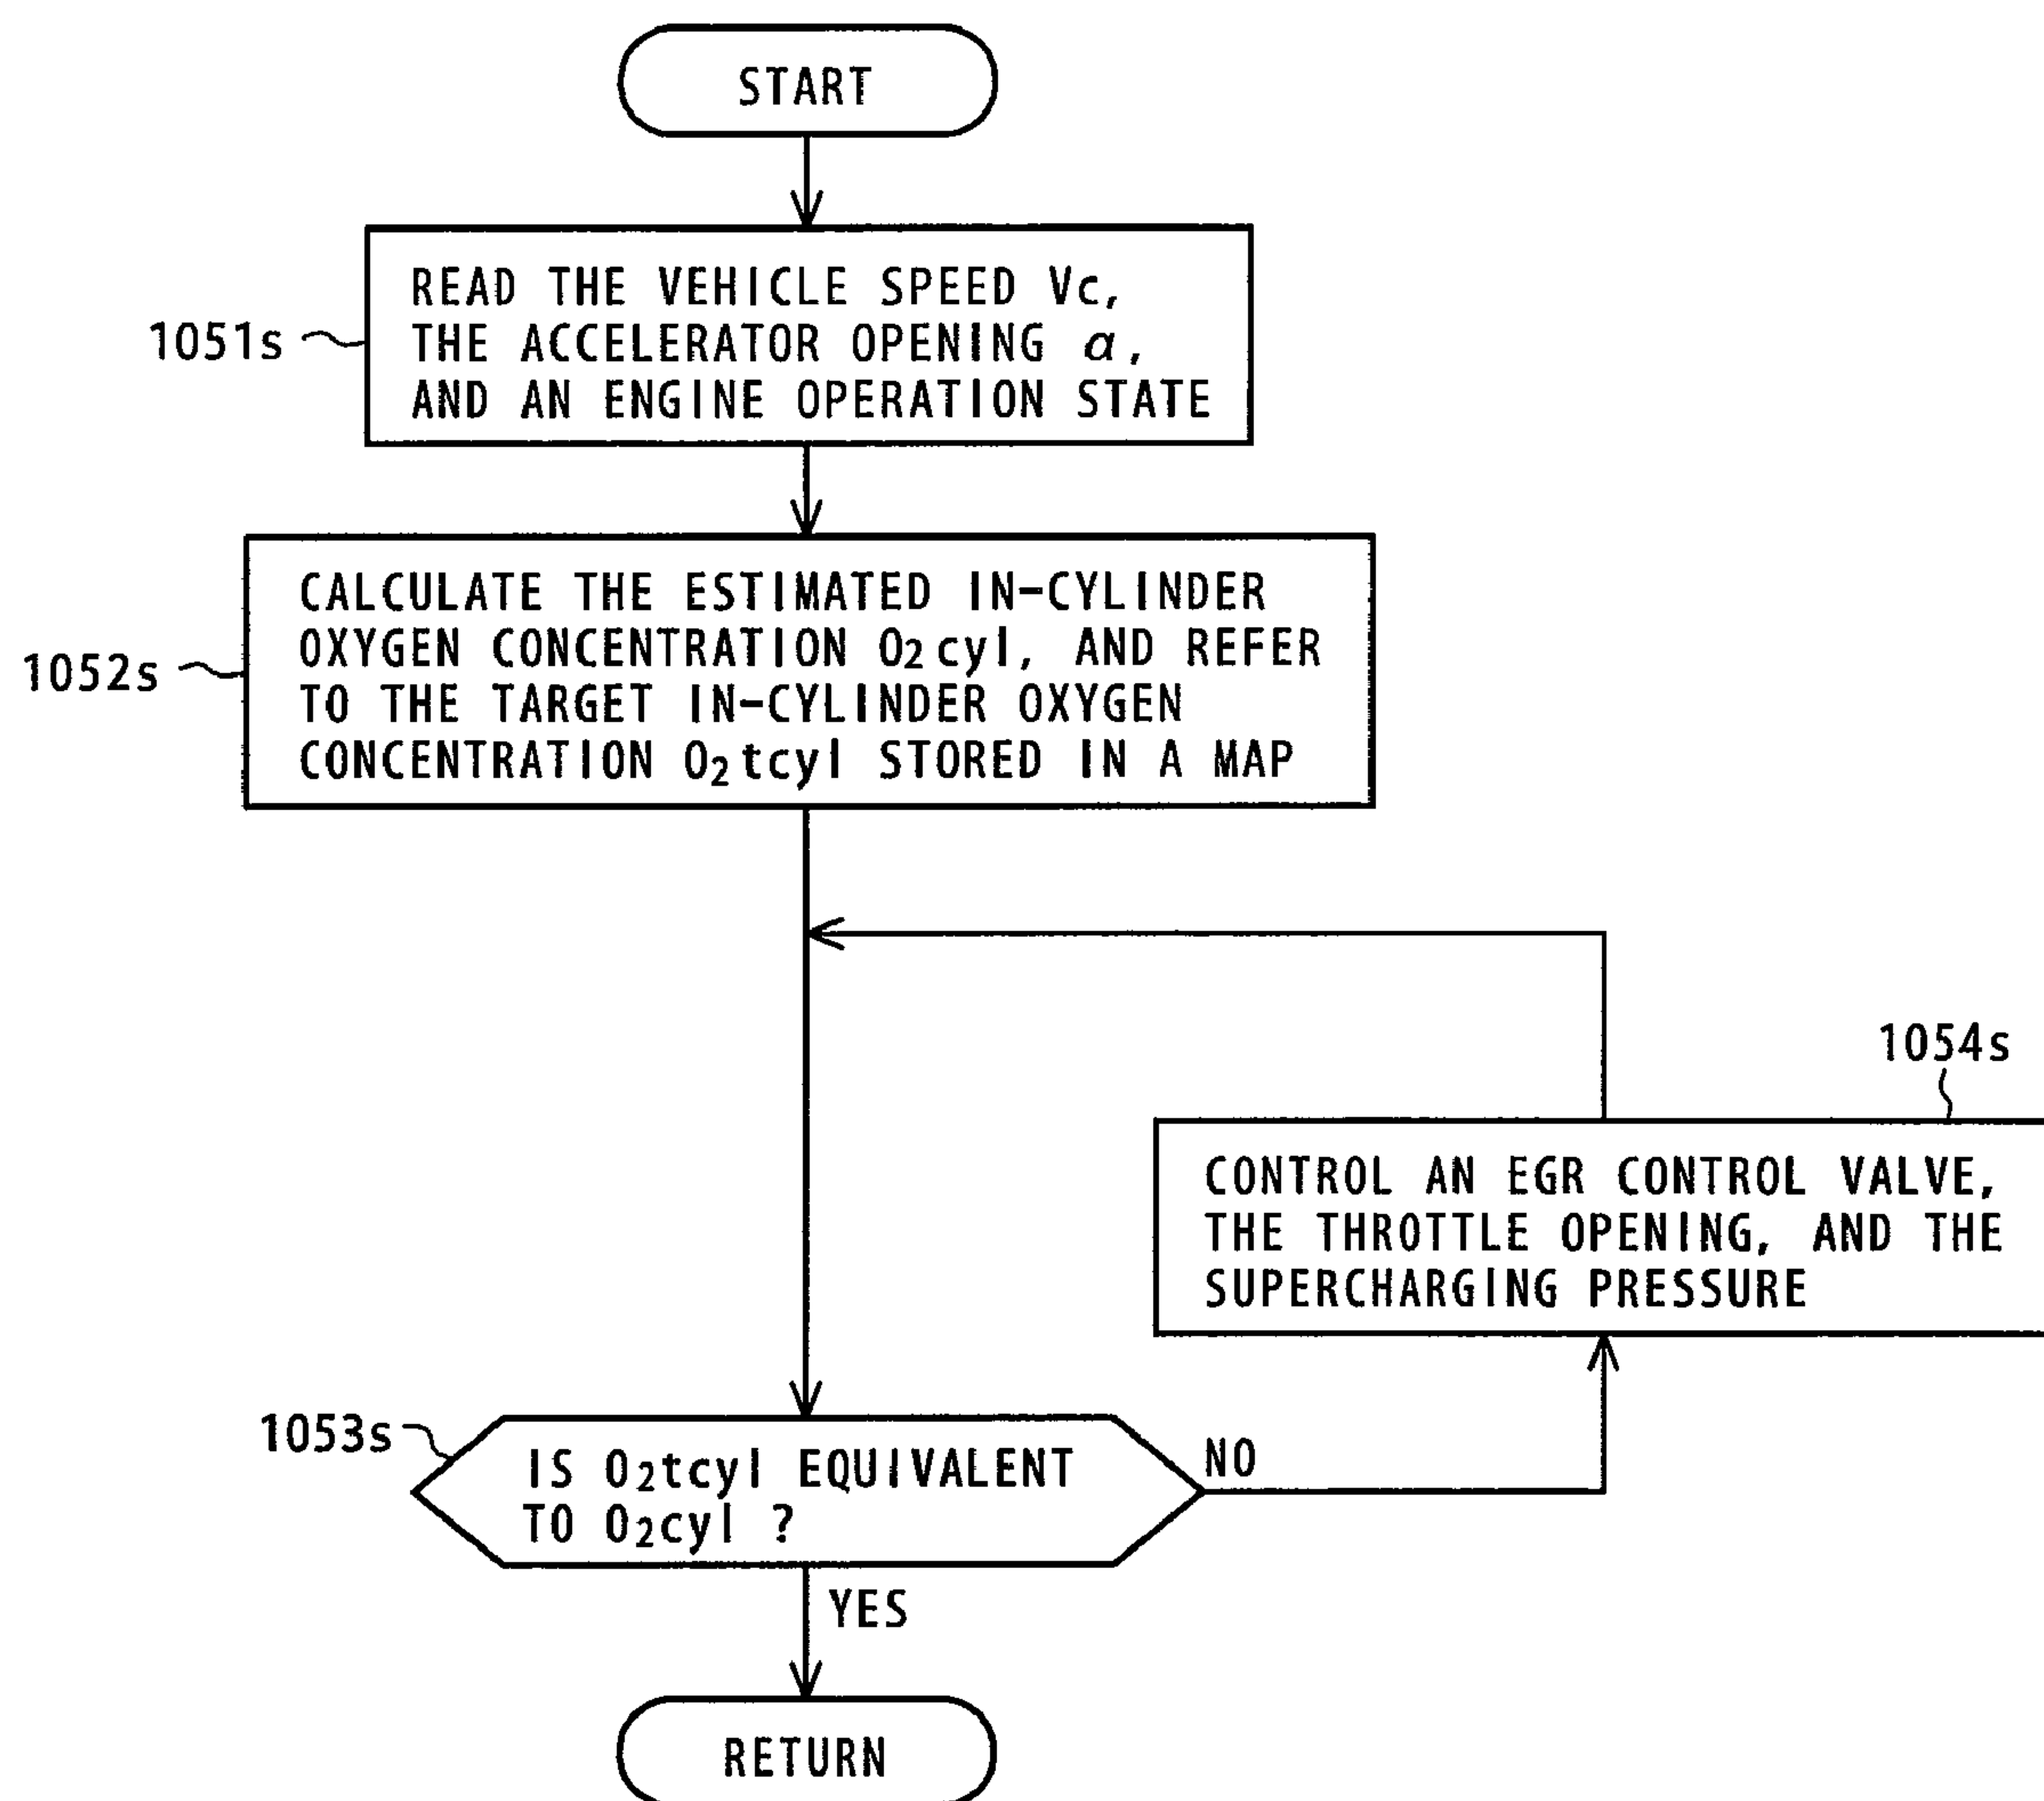 START
1051s
READ THE VEHICLE SPEED Vc,
THE ACCELERATOR OPENING α,
AND AN ENGINE OPERATION STATE
1052s
CALCULATE THE ESTIMATED IN-CYLINDER
OXYGEN CONCENTRATION O₂cyl, AND REFER
TO THE TARGET IN-CYLINDER OXYGEN
CONCENTRATION O₂tcyl STORED IN A MAP
1054s
CONTROL AN EGR CONTROL VALVE,
THE THROTTLE OPENING, AND THE
SUPERCHARGING PRESSURE
1053s
IS O₂tcyl EQUIVALENT
TO O₂cyl ?
NO
YES
RETURN